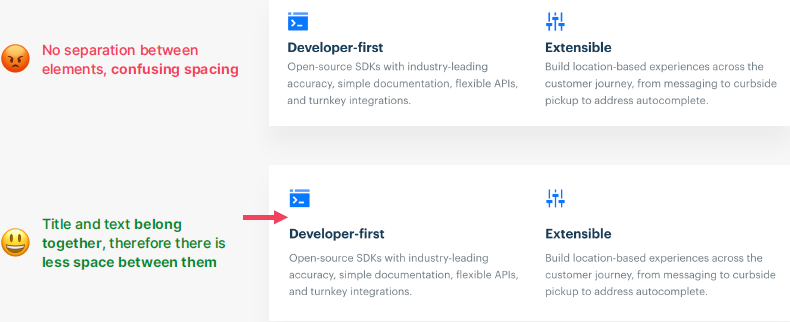 No separation between
elements, confusing spacing
Developer-first
Open-source SDKs with industry-leading
accuracy, simple documentation, flexible APIs,
and turnkey integrations.
Extensible
Build location-based experiences across the
customer journey, from messaging to curbside
pickup to address autocomplete.
Title and text belong
together, therefore there is
less space between them
Developer-first
Open-source SDKs with industry-leading
accuracy, simple documentation, flexible APIs,
and turnkey integrations.
Extensible
Build location-based experiences across the
customer journey, from messaging to curbside
pickup to address autocomplete.